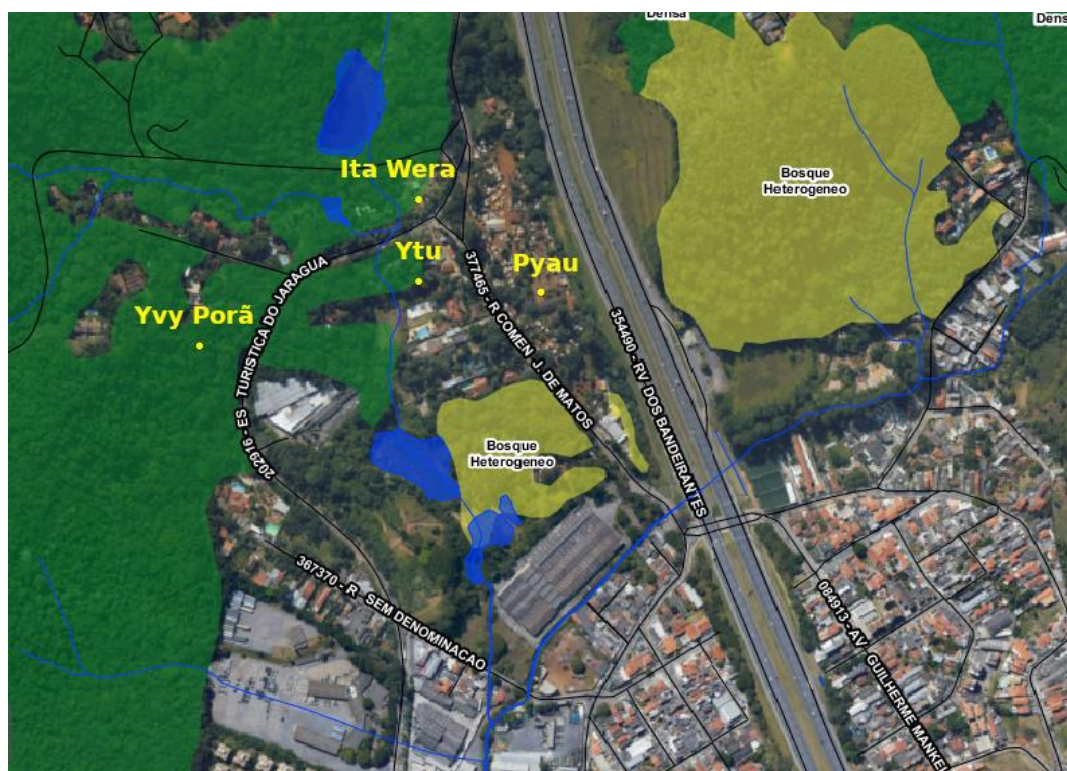 Densa
Dens
Ita Wera
Bosque
Heterogeneo
Ytu
Pyau
Yvy Porã
202916 - ES - TURISTICA DO JARAGUA
377465 - R COMEN J. DE MATOS
354490 - RV DOS BANDEIRANTES
Bosque
Heterogeneo
367370 - R SEM DENOMINACAO
084913 - AV GUILHERME MANKEL